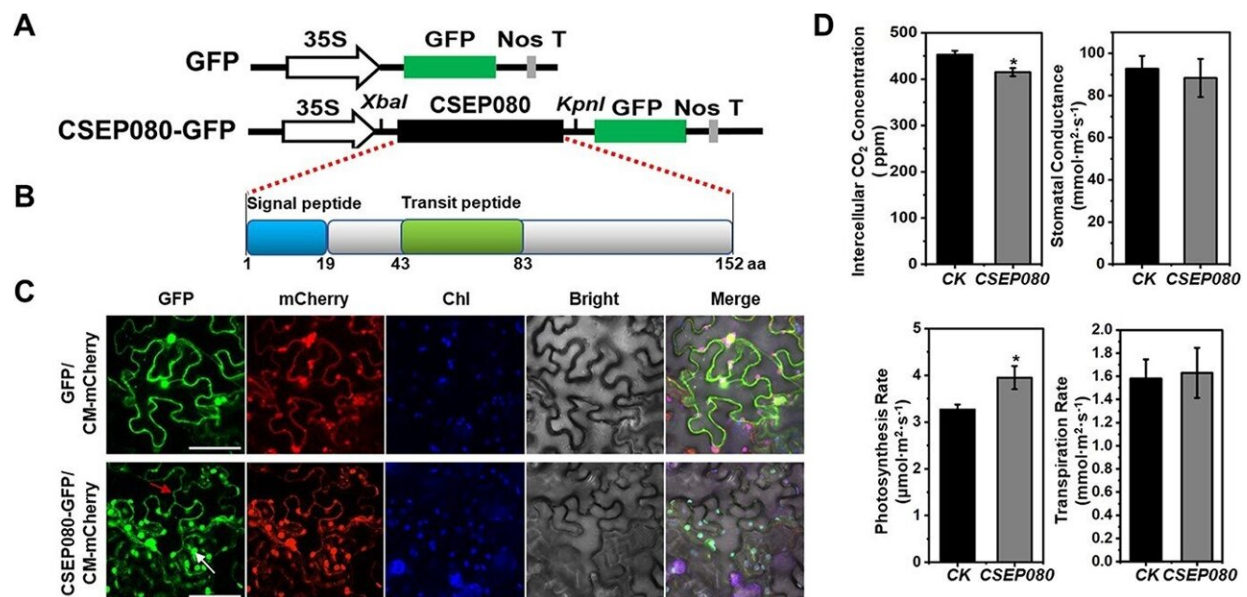 A
35S GFP Nos T
GFP
35S XbaI CSEP080 KpnI GFP Nos T
CSEP080-GFP
B
Signal peptide Transit peptide
1 19 43 83 152 aa
C
GFP mCherry Chl Bright Merge
GFP/
CM-mCherry
CSEP080-GFP/
CM-mCherry
D
Intercellular CO2 Concentration
( ppm)
450
400
300
200
100
0
CK CSEP080
*
Stomatal Conductance
(mmol·m-2·s-1)
100
80
60
40
20
0
CK CSEP080
Photosynthesis Rate
(μmol·m-2·s-1)
5
4
3
2
1
0
CK CSEP080
*
Transpiration Rate
(mmol·m-2·s-1)
2.0
1.8
1.6
1.4
1.2
1.0
0.8
0.6
0.4
0.2
0.0
CK CSEP080